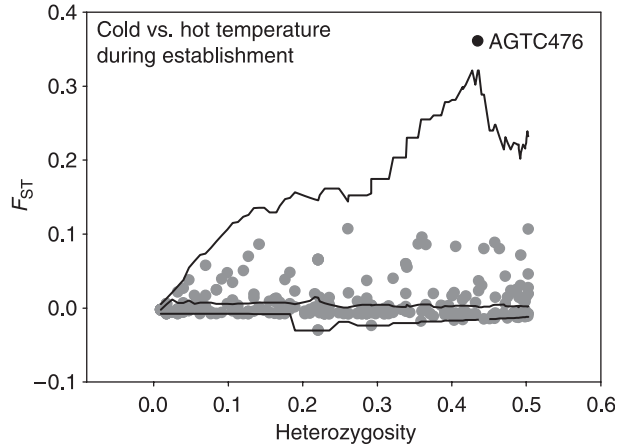 Cold vs. hot temperature
during establishment
AGTC476
0.4
0.3
0.2
0.1
0.0
−0.1
F_ST
0.0 0.1 0.2 0.3 0.4 0.5 0.6
Heterozygosity